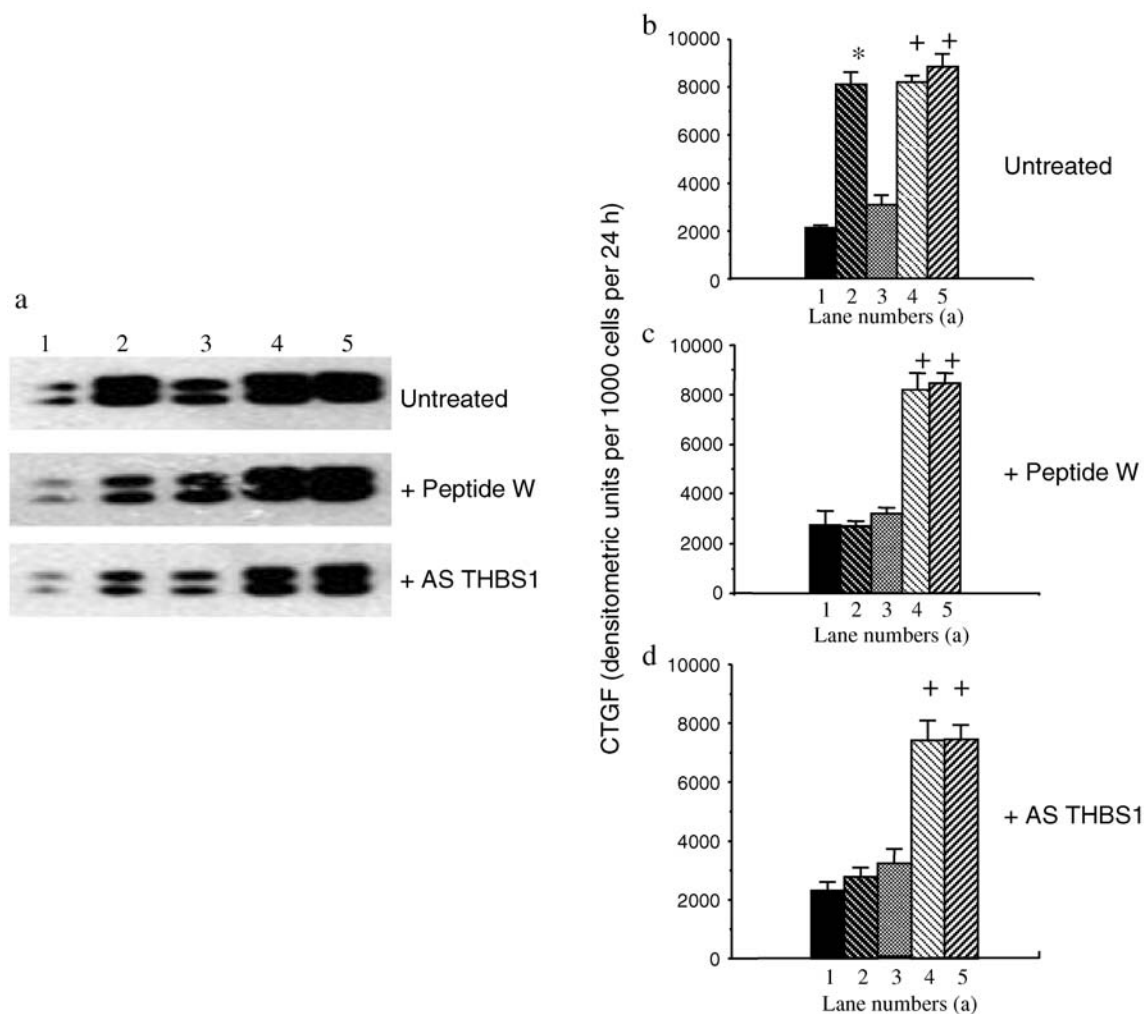 a
1 2 3 4 5
Untreated
+ Peptide W
+ AS THBS1
CTGF (densitometric units per 1000 cells per 24 h)
b
10000
8000
6000
4000
2000
0
* + +
1 2 3 4 5
Lane numbers (a)
Untreated
c
10000
8000
6000
4000
2000
0
+ +
1 2 3 4 5
Lane numbers (a)
+ Peptide W
d
10000
8000
6000
4000
2000
0
+ +
1 2 3 4 5
Lane numbers (a)
+ AS THBS1